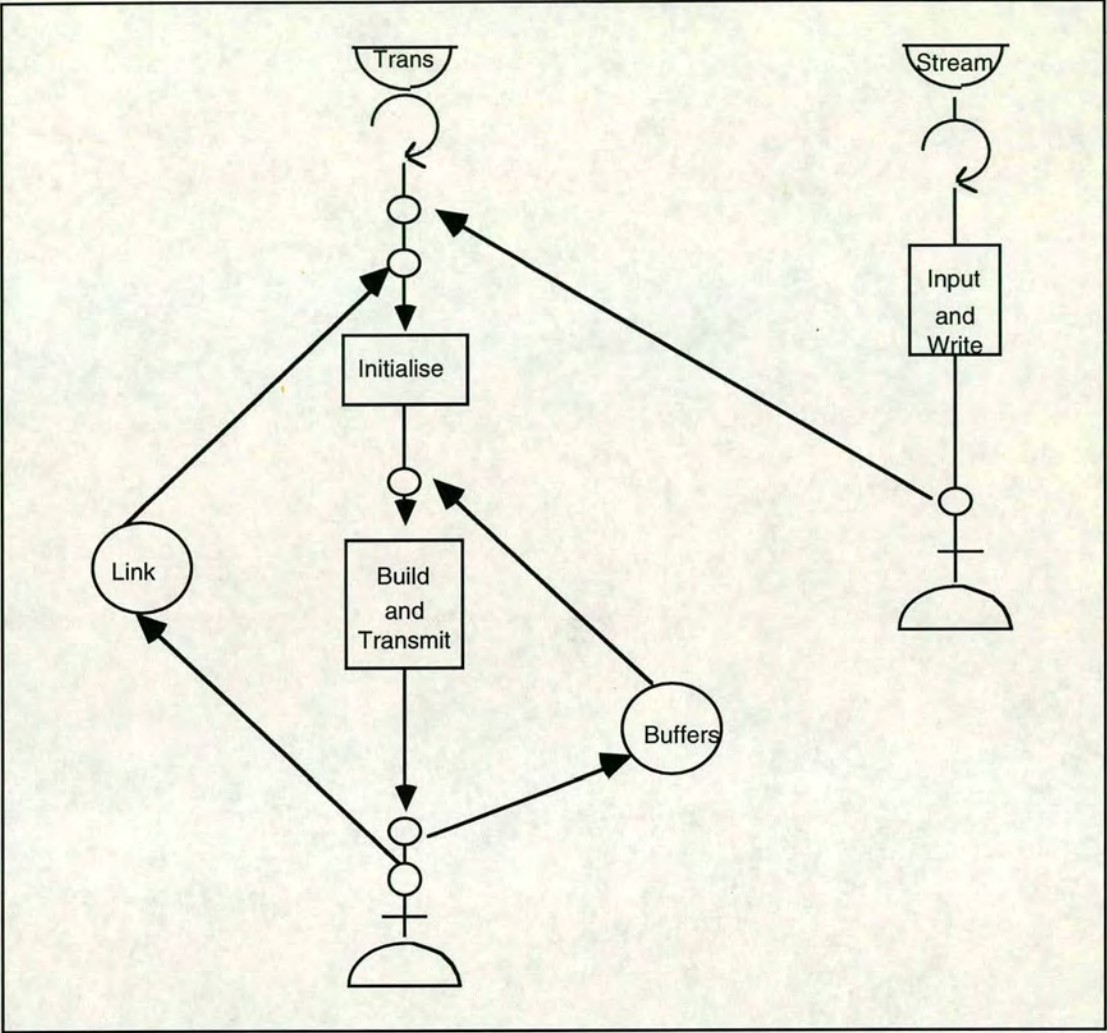 Trans
Stream
Input
and
Write
Initialise
Link
Build
and
Transmit
Buffers